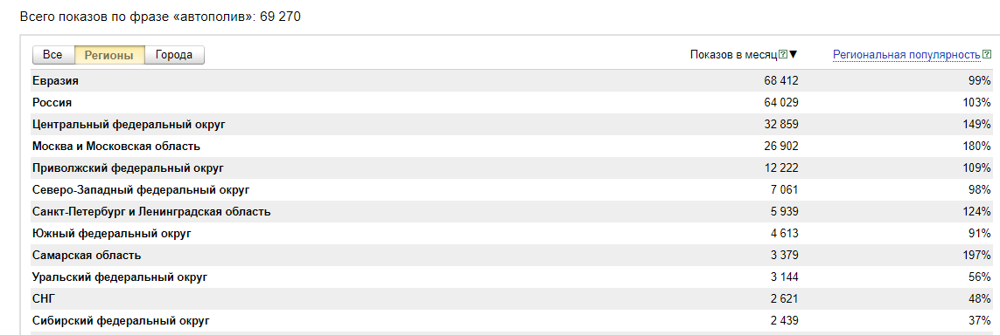 Всего показов по фразе «автополив»: 69 270
Все Регионы Города Показов в месяц? ▼ Региональная популярность ?
Евразия 68 412 99%
Россия 64 029 103%
Центральный федеральный округ 32 859 149%
Москва и Московская область 26 902 180%
Приволжский федеральный округ 12 222 109%
Северо-Западный федеральный округ 7 061 98%
Санкт-Петербург и Ленинградская область 5 939 124%
Южный федеральный округ 4 613 91%
Самарская область 3 379 197%
Уральский федеральный округ 3 144 56%
СНГ 2 621 48%
Сибирский федеральный округ 2 439 37%